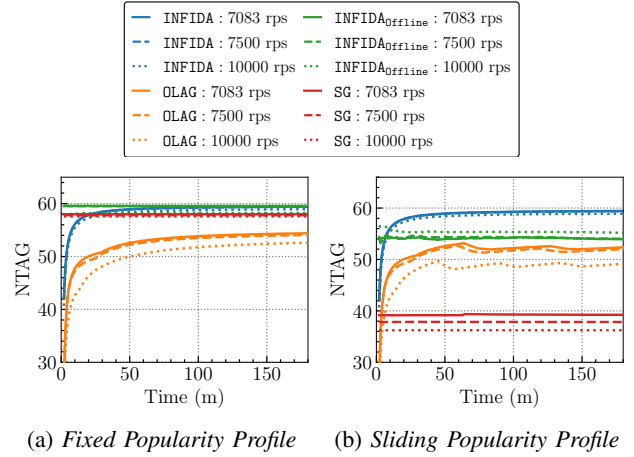 INFIDA : 7083 rps INFIDA_Offline : 7083 rps
INFIDA : 7500 rps INFIDA_Offline : 7500 rps
INFIDA : 10000 rps INFIDA_Offline : 10000 rps
OLAG : 7083 rps SG : 7083 rps
OLAG : 7500 rps SG : 7500 rps
OLAG : 10000 rps SG : 10000 rps
NTAG
60
50
40
30
0 50 100 150
Time (m)
NTAG
60
50
40
30
0 50 100 150
Time (m)
(a) Fixed Popularity Profile (b) Sliding Popularity Profile